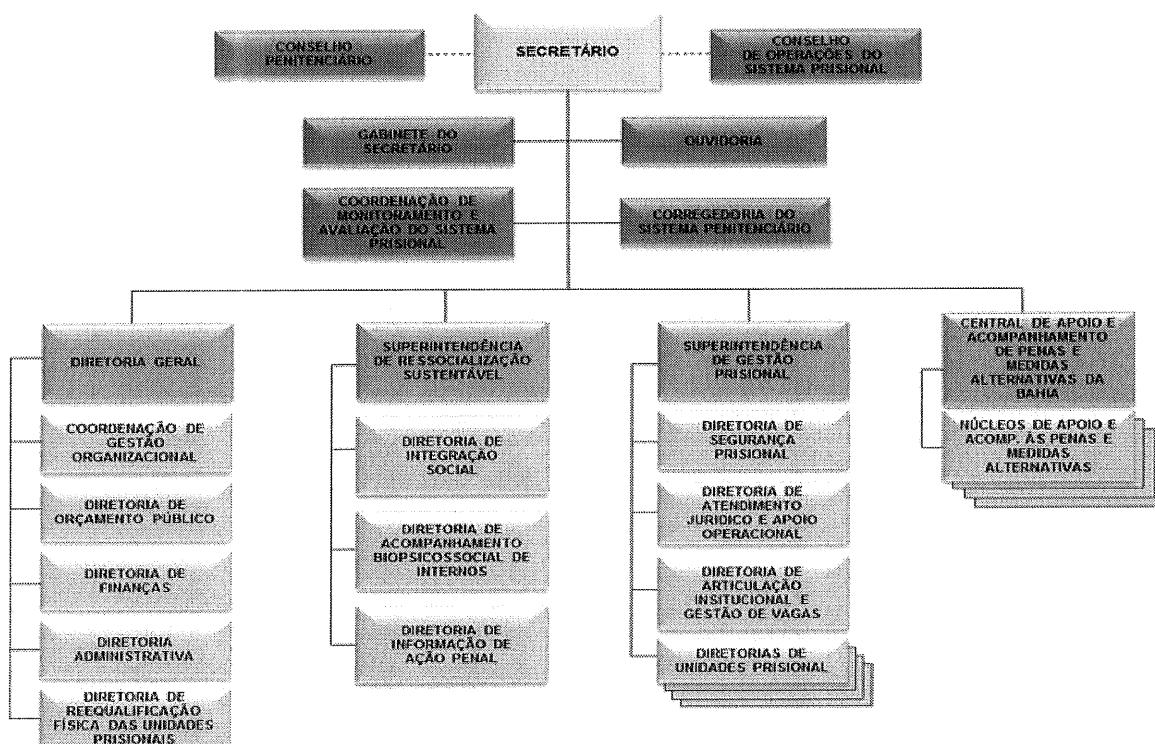 CONSELHO
PENITENCIÁRIO
SECRETÁRIO
CONSELHO
DE OPERAÇÕES DO
SISTEMA PRISIONAL
GABINETE DO
SECRETÁRIO
OUVIDORIA
COORDENAÇÃO DE
MONITORAMENTO E
AVALIAÇÃO DO SISTEMA
PRISIONAL
CORREGEDORIA DO
SISTEMA PENITENCIÁRIO
DIRETORIA GERAL
COORDENAÇÃO DE
GESTÃO
ORGANIZACIONAL
DIRETORIA DE
ORÇAMENTO PÚBLICO
DIRETORIA DE
FINANÇAS
DIRETORIA
ADMINISTRATIVA
DIRETORIA DE
REEQUALIFICAÇÃO
FÍSICA DAS UNIDADES
PRISIONAIS
SUPERINTENDÊNCIA
DE RESSOCIALIZAÇÃO
SUSTENTÁVEL
DIRETORIA DE
INTEGRAÇÃO
SOCIAL
DIRETORIA DE
ACOMPANHAMENTO
BIOPSICOSSOCIAL DE
INTERNOS
DIRETORIA DE
INFORMAÇÃO DE
AÇÃO PENAL
SUPERINTENDÊNCIA
DE GESTÃO
PRISIONAL
DIRETORIA DE
SEGURANÇA
PRISIONAL
DIRETORIA DE
ATENDIMENTO
JURIDICO E APOIO
OPERACIONAL
DIRETORIA DE
ARTICULAÇÃO
INSITUCIONAL E
GESTÃO DE VAGAS
DIRETORIAS DE
UNIDADES PRISIONAL
CENTRAL DE APOIO E
ACOMPANHAMENTO
DE PENAS E
MEDIDAS
ALTERNATIVAS DA
BAHIA
NÚCLEOS DE APOIO E
ACOMP. ÀS PENAS E
MEDIDAS
ALTERNATIVAS